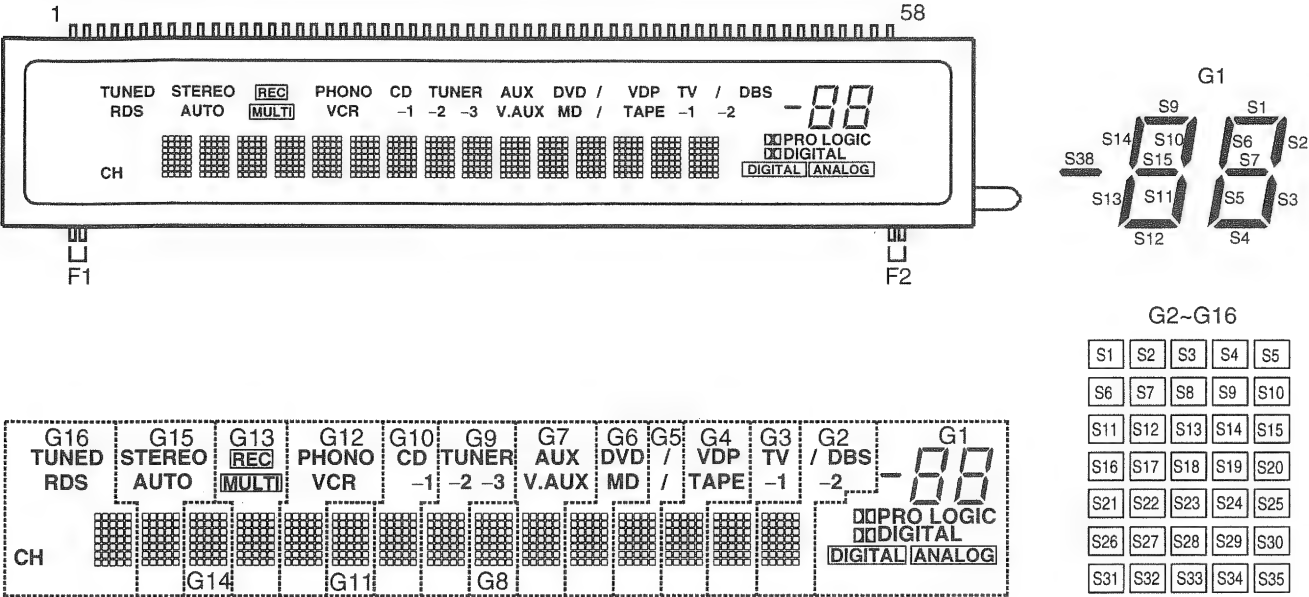 1 58
TUNED STEREO REC PHONO CD TUNER AUX DVD / VDP TV / DBS -88
RDS AUTO MULTI VCR -1 -2 -3 V.AUX MD / TAPE -1 -2
PRO LOGIC
DIGITAL
DIGITAL ANALOG
CH
F1 F2
G1
S9 S1
S14 S10 S6 S2
S38 S15 S7
S13 S11 S5 S3
S12 S4
G2~G16
S1 S2 S3 S4 S5
S6 S7 S8 S9 S10
S11 S12 S13 S14 S15
S16 S17 S18 S19 S20
S21 S22 S23 S24 S25
S26 S27 S28 S29 S30
S31 S32 S33 S34 S35
G16 G15 G13 G12 G10 G9 G7 G6 G5 G4 G3 G2 G1
TUNED STEREO REC PHONO CD TUNER AUX DVD / VDP TV / DBS -88
RDS AUTO MULTI VCR -1 -2 -3 V.AUX MD / TAPE -1 -2
PRO LOGIC
DIGITAL
DIGITAL ANALOG
CH
G14 G11 G8